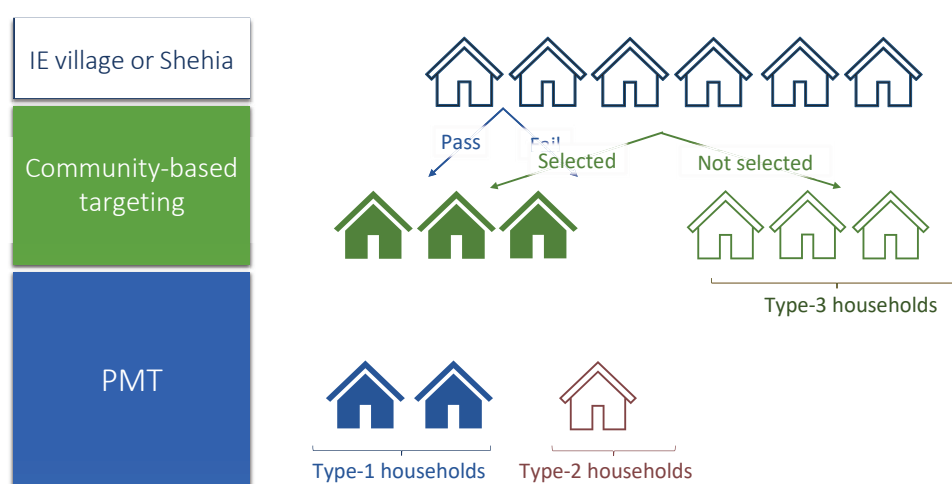 IE village or Shehia
Pass
Fail
Selected
Not selected
Community-based
targeting
Type-3 households
PMT
Type-1 households
Type-2 households